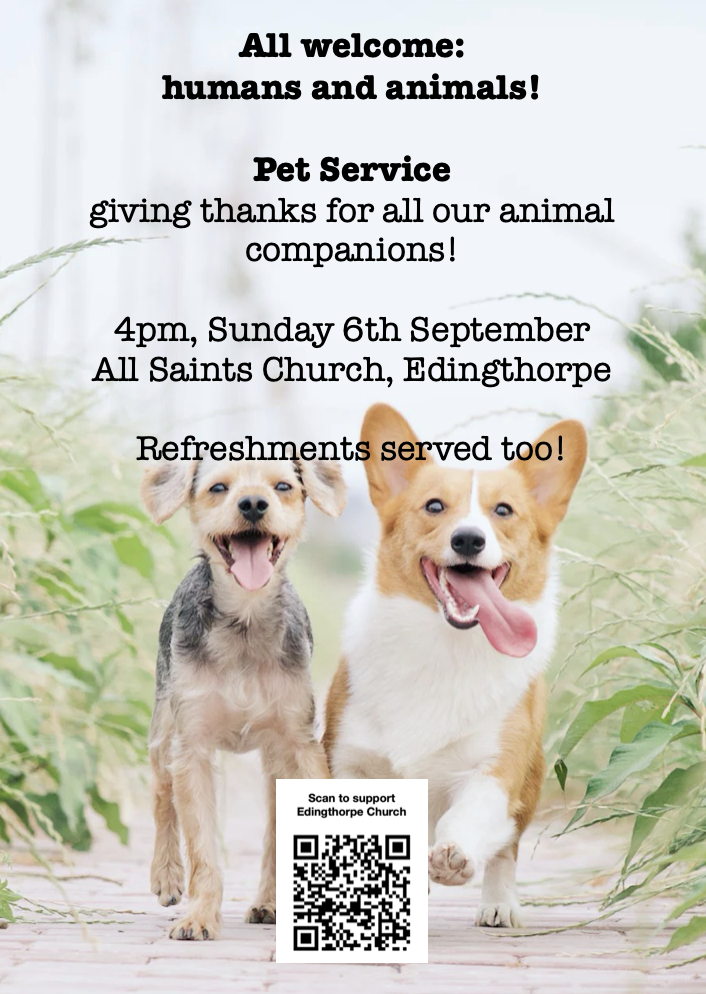 All welcome:
humans and animals!
Pet Service
giving thanks for all our animal
companions!
4pm, Sunday 6th September
All Saints Church, Edingthorpe
Refreshments served too!
Scan to support
Edingthorpe Church